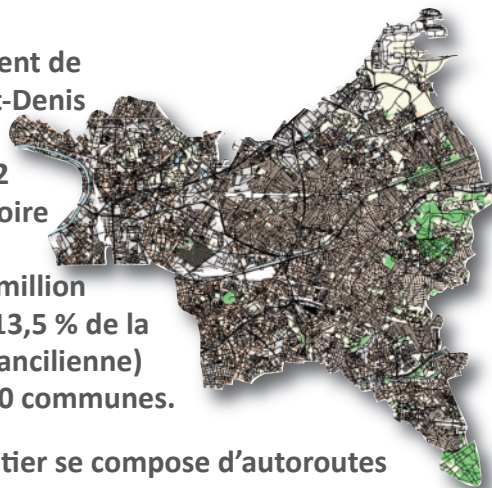 ent de
t-Denis
2
oire
million
13,5 % de la
ancilienne)
0 communes.
tier se compose d’autoroutes